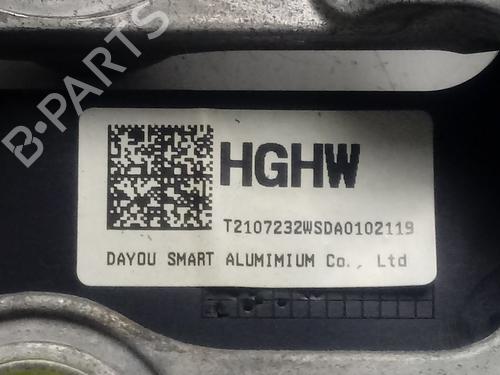 B-PARTS
HGHW
T2107232WSDA0102119
DAYOU SMART ALUMIMIUM Co., Ltd